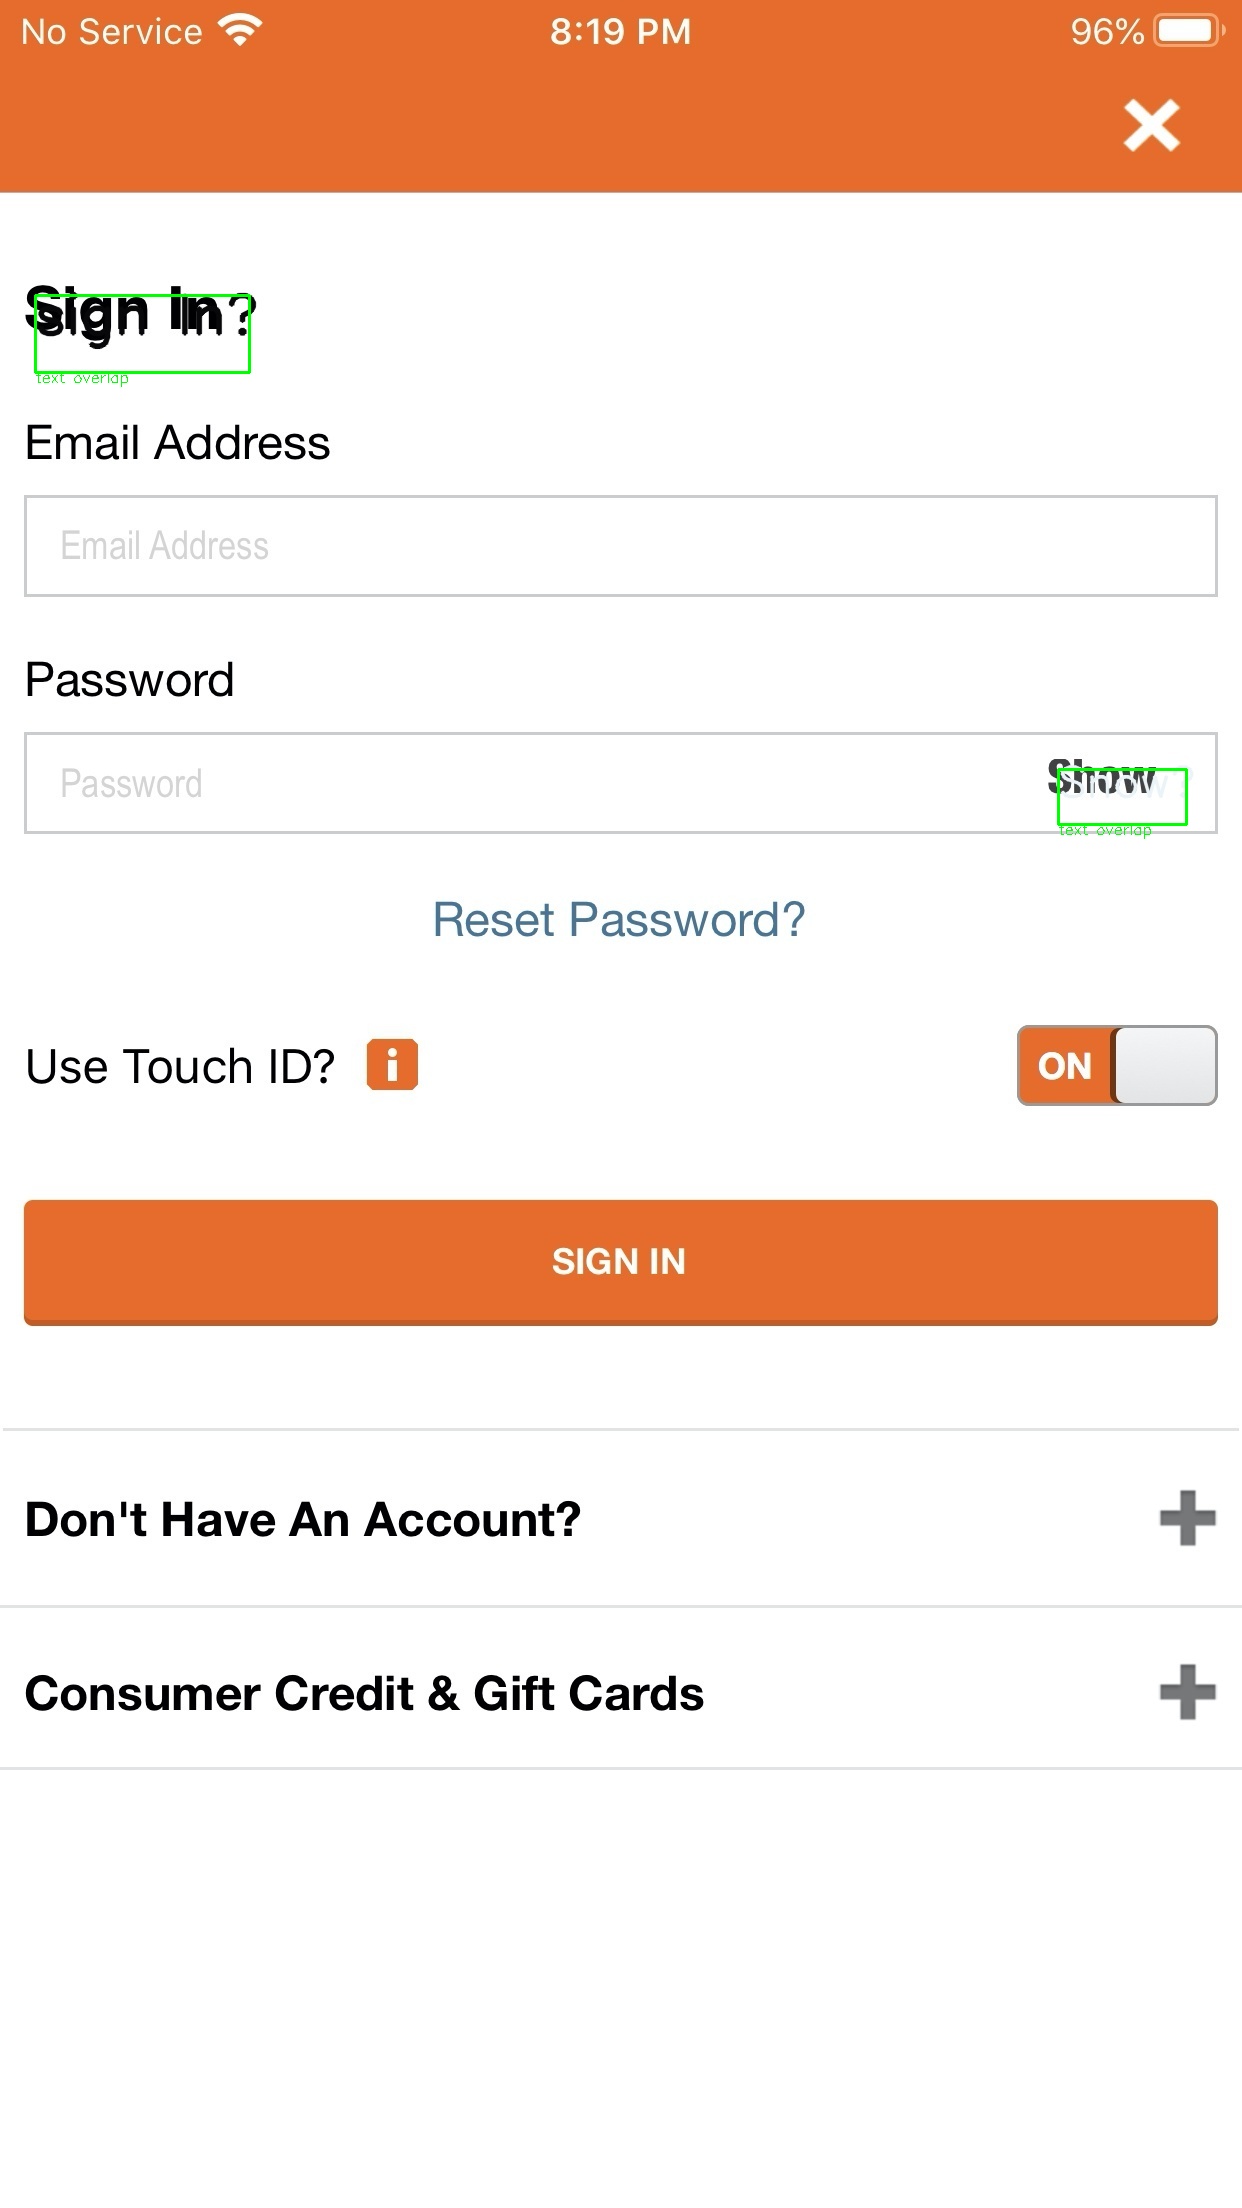 No Service 8:19 PM 96%
Sign In?
text overlap
Email Address
Email Address
Password
Password Show
text overlap
Reset Password?
Use Touch ID? i ON
SIGN IN
Don't Have An Account?
Consumer Credit & Gift Cards